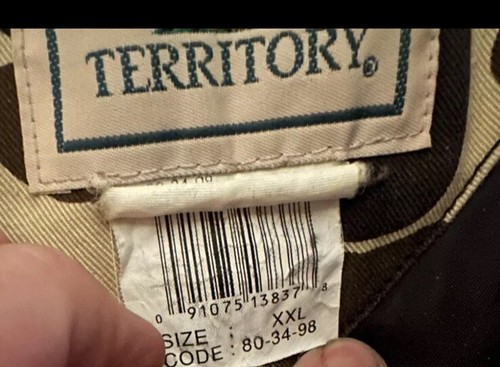 TERRITORY®
0 91075 13837 8
SIZE : XXL
CODE : 80-34-98